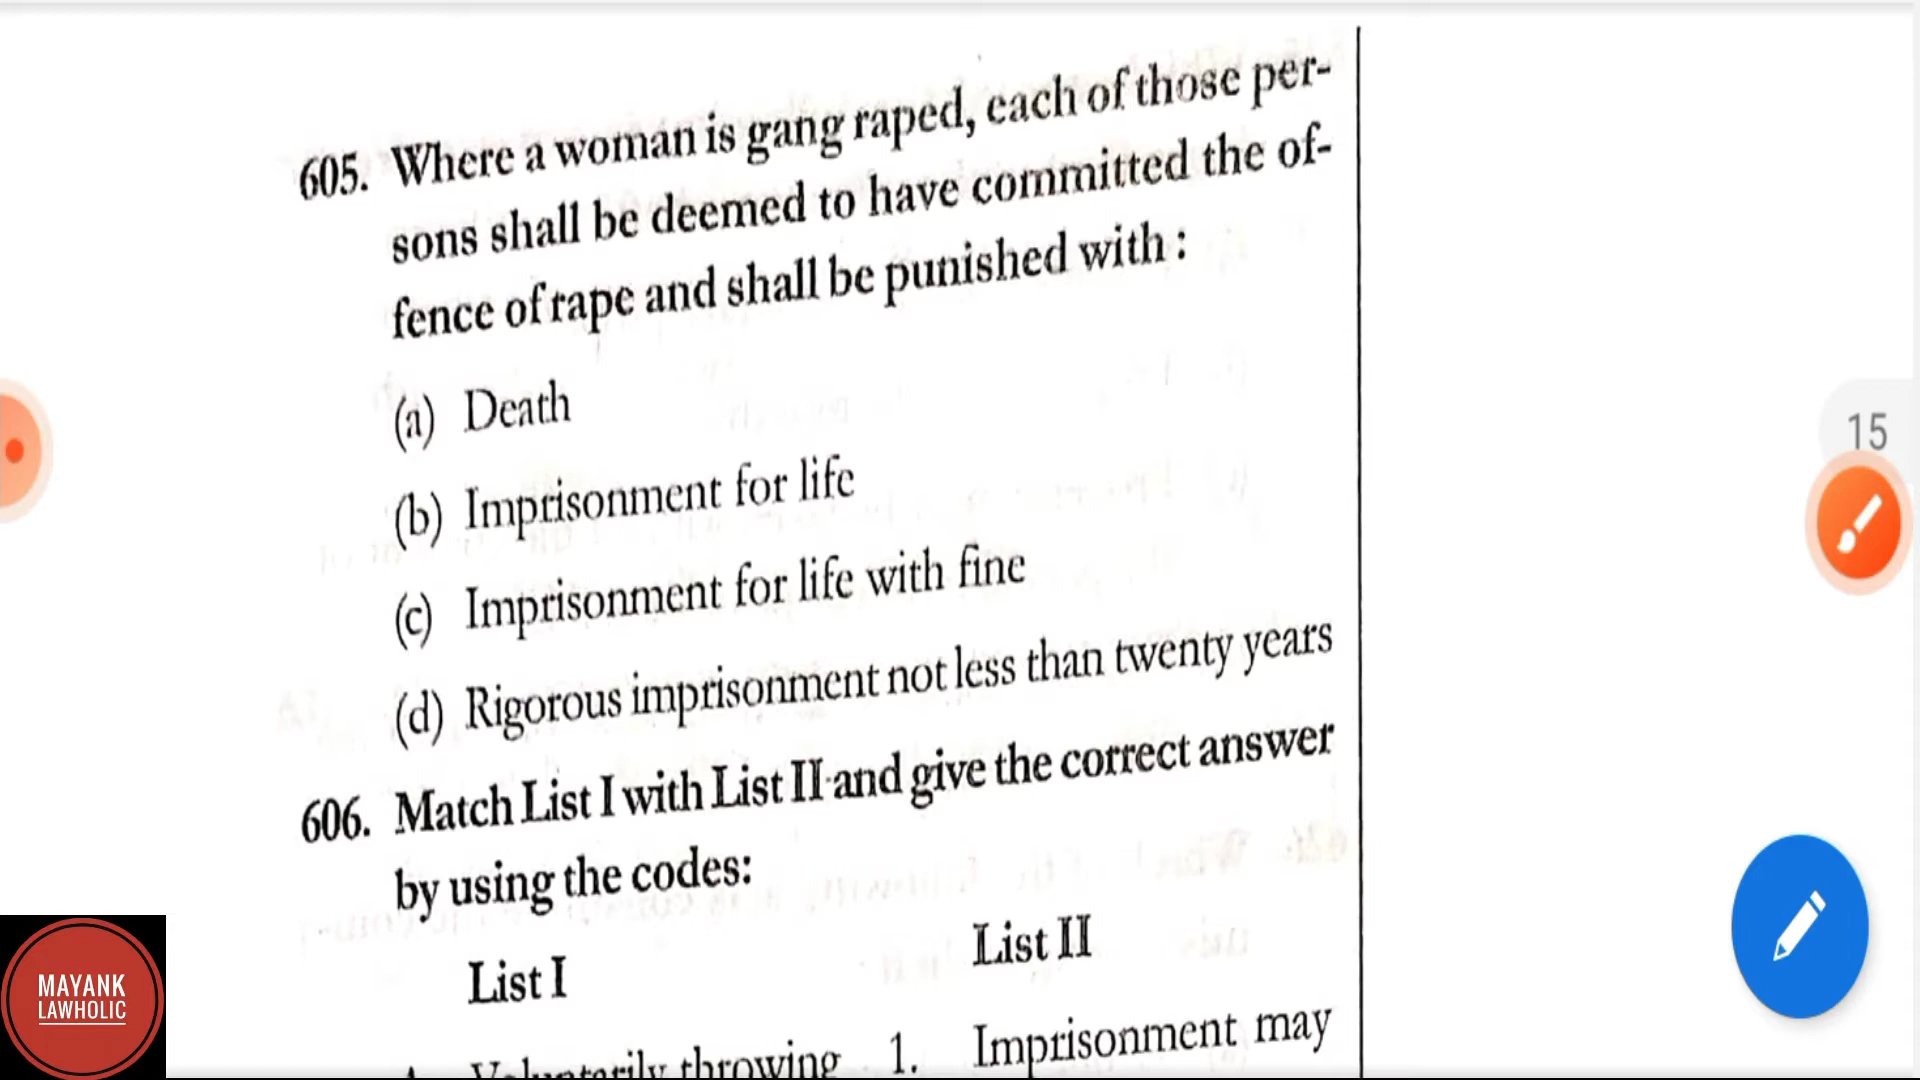 605. Where a woman is gang raped, each of those per-
sons shall be deemed to have committed the of-
fence of rape and shall be punished with :
(a) Death
(b) Imprisonment for life
(c) Imprisonment for life with fine
(d) Rigorous imprisonment not less than twenty years
606. Match List I with List II and give the correct answer
by using the codes:
List I List II
throwing 1. Imprisonment may
15
MAYANK
LAWHOLIC